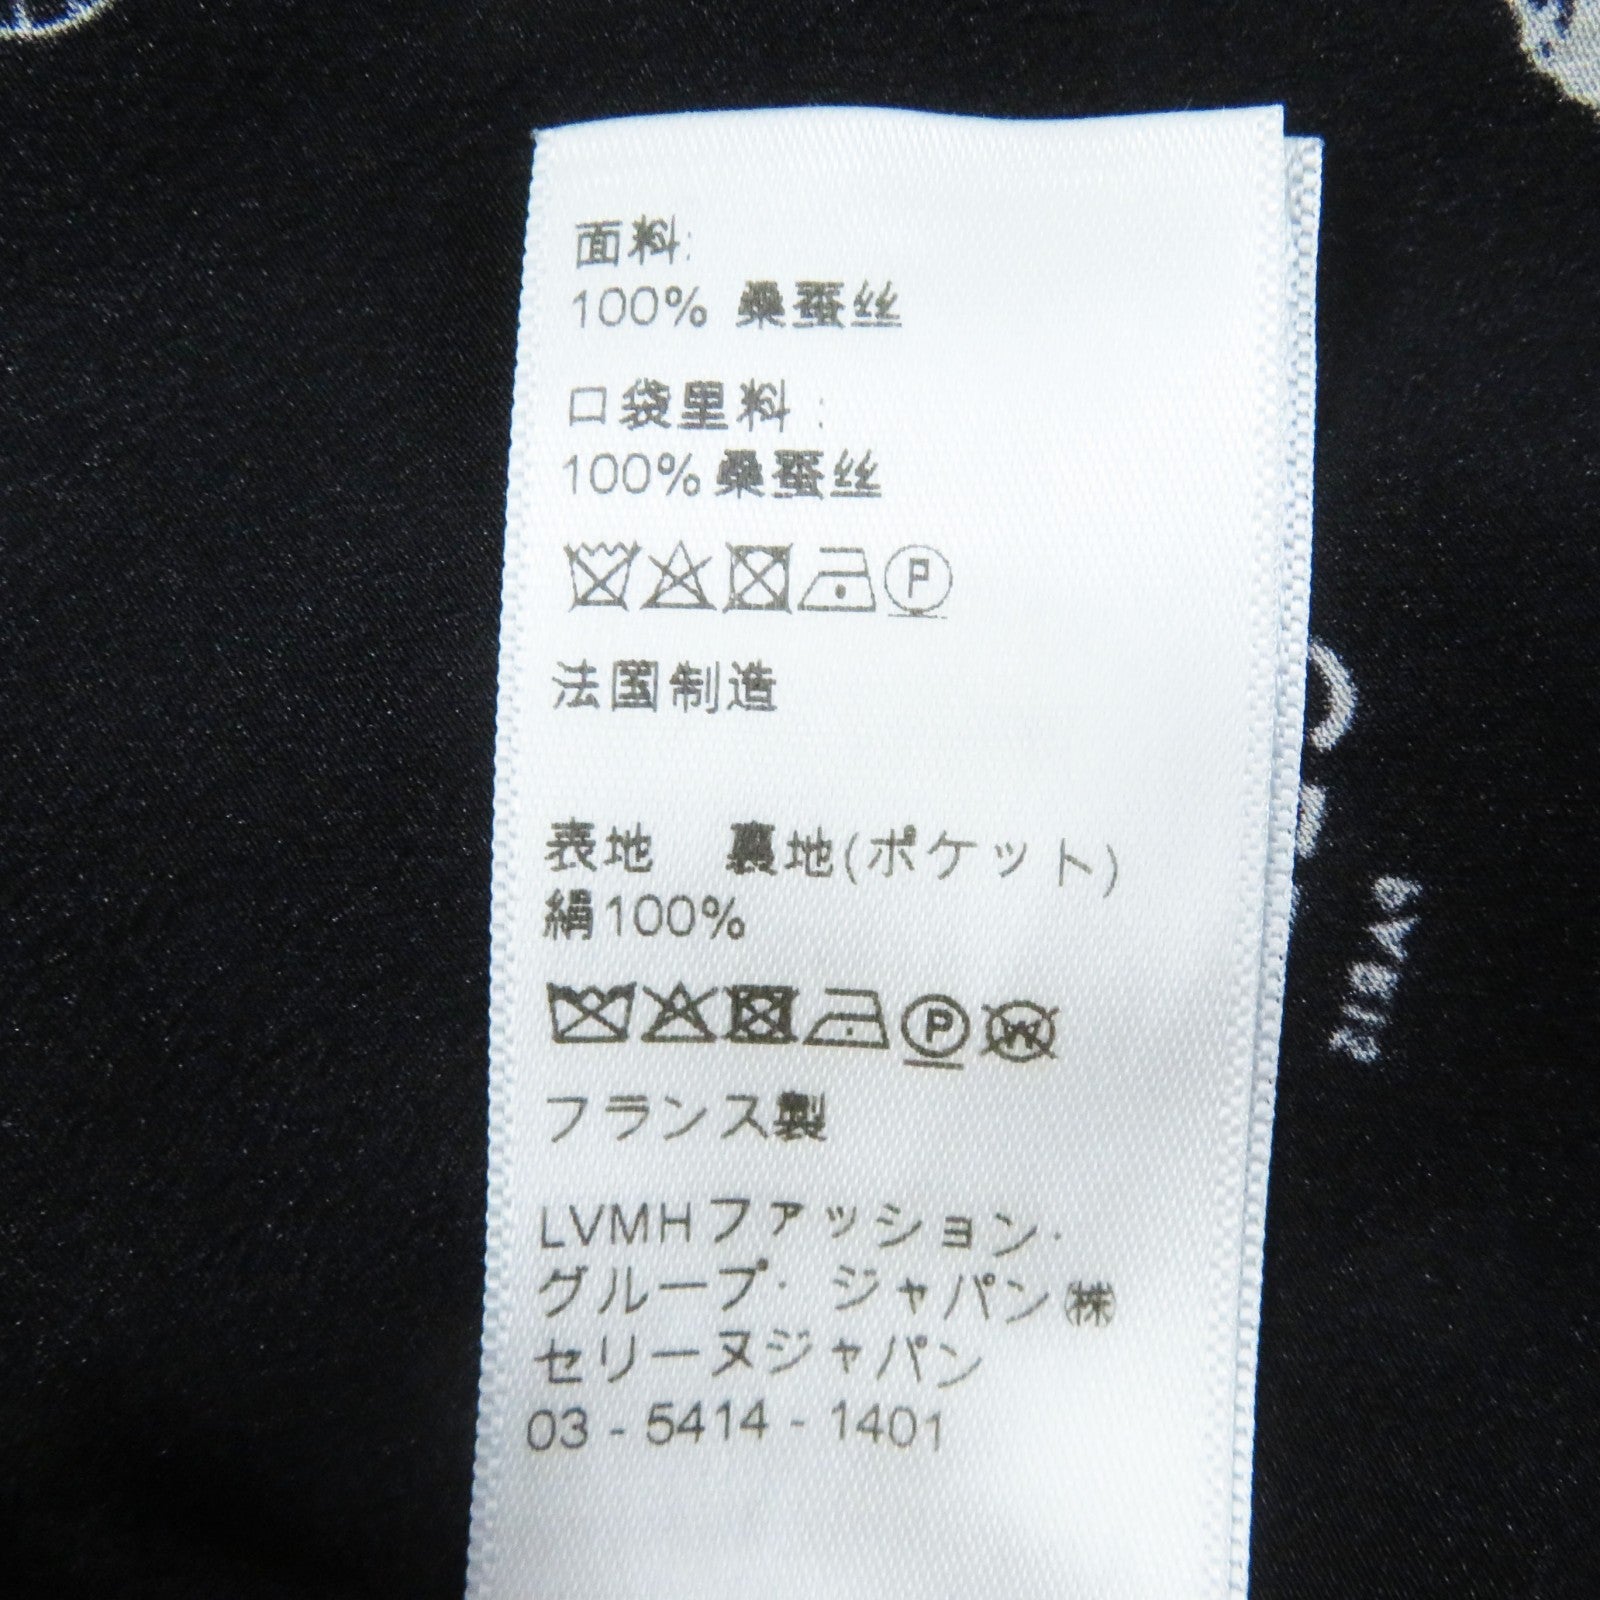 面料:
100% 桑蚕丝
口袋里料:
100% 桑蚕丝
P
法国制造
表地 裏地(ポケット)
絹100%
P W
フランス製
LVMHファッション·
グループ· ジャパン㈱
セリーヌジャパン
03 - 5414 - 1401
PARIS